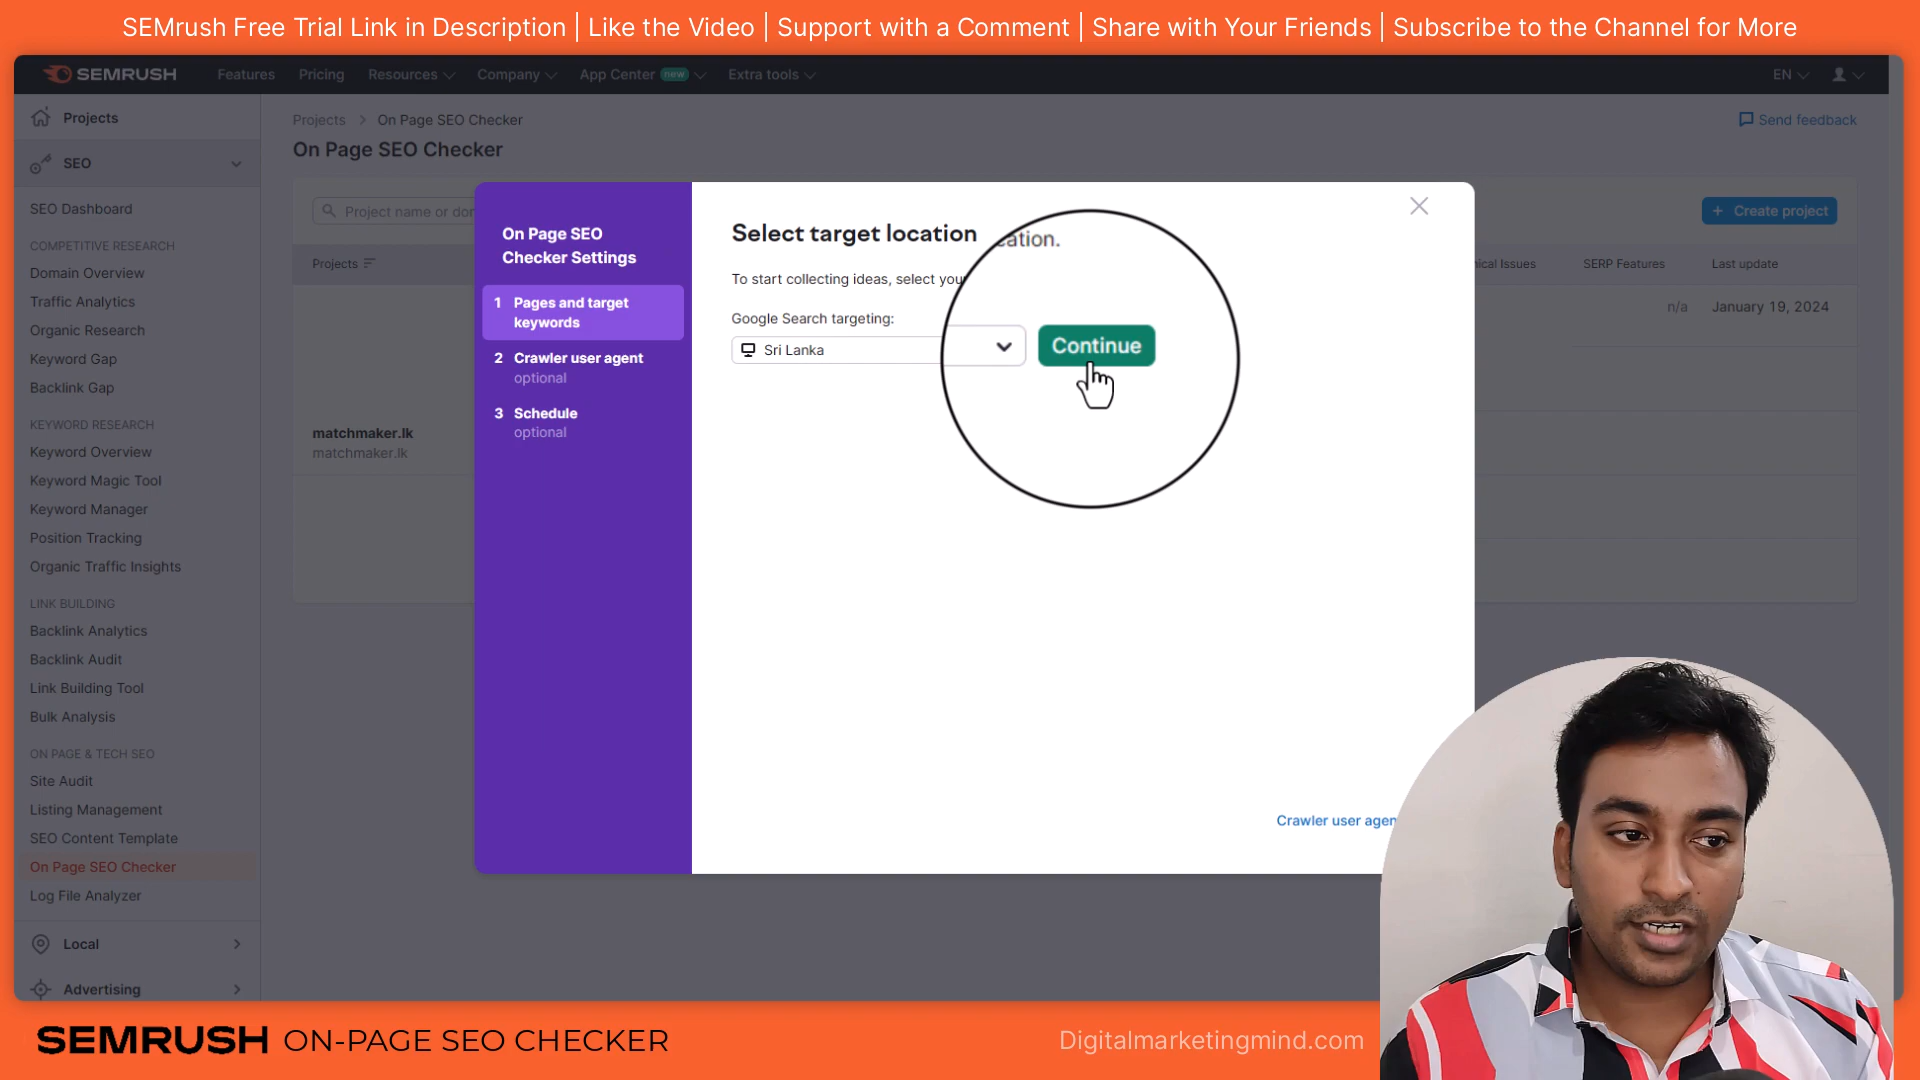 SEMrush Free Trial Link in Description | Like the Video | Support with a Comment | Share with Your Friends | Subscribe to the Channel for More
SEMRUSH Features Pricing Resources Company App Center new Extra tools EN
Projects
SEO
SEO Dashboard
COMPETITIVE RESEARCH
Domain Overview
Traffic Analytics
Organic Research
Keyword Gap
Backlink Gap
KEYWORD RESEARCH
Keyword Overview
Keyword Magic Tool
Keyword Manager
Position Tracking
Organic Traffic Insights
LINK BUILDING
Backlink Analytics
Backlink Audit
Link Building Tool
Bulk Analysis
ON PAGE & TECH SEO
Site Audit
Listing Management
SEO Content Template
On Page SEO Checker
Log File Analyzer
Local
Advertising
Projects > On Page SEO Checker
Send feedback
On Page SEO Checker
Project name or dom
+ Create project
Projects
Issues SERP Features Last update
n/a January 19, 2024
matchmaker.lk
matchmaker.lk
On Page SEO
Checker Settings
1 Pages and target
keywords
2 Crawler user agent
optional
3 Schedule
optional
Select target location
To start collecting ideas, select you
ation.
Google Search targeting:
Sri Lanka
Continue
Crawler user agen
SEMRUSH ON-PAGE SEO CHECKER
Digitalmarketingmind.com